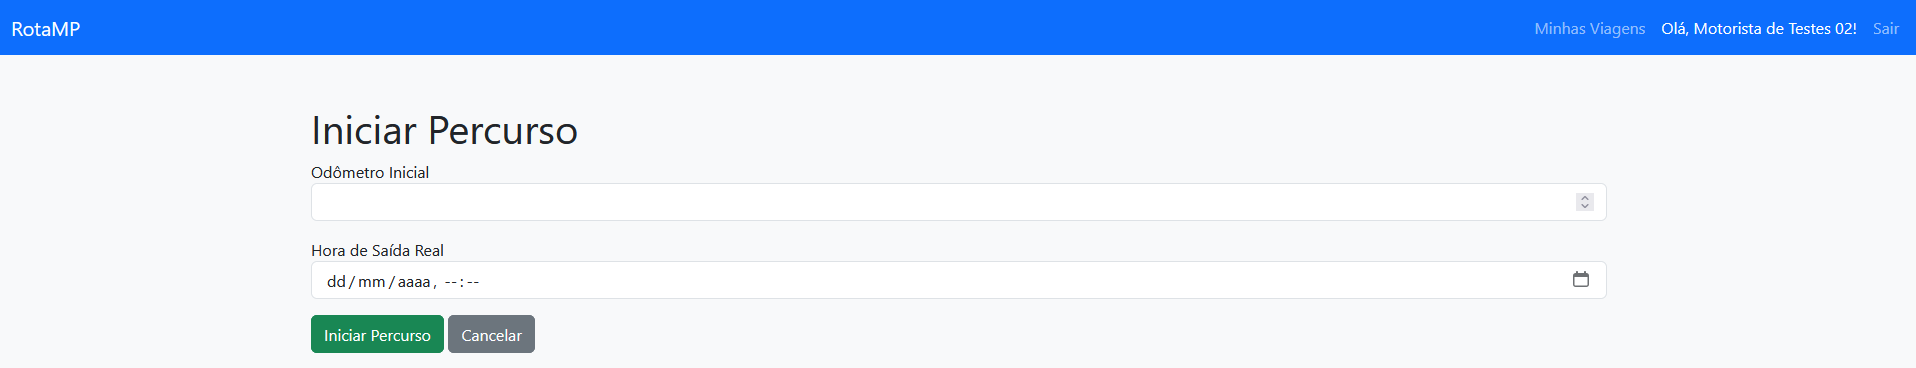 RotaMP Minhas Viagens Olá, Motorista de Testes 02! Sair
Iniciar Percurso
Odômetro Inicial
Hora de Saída Real
dd/mm/aaaa, --:--
Iniciar Percurso Cancelar